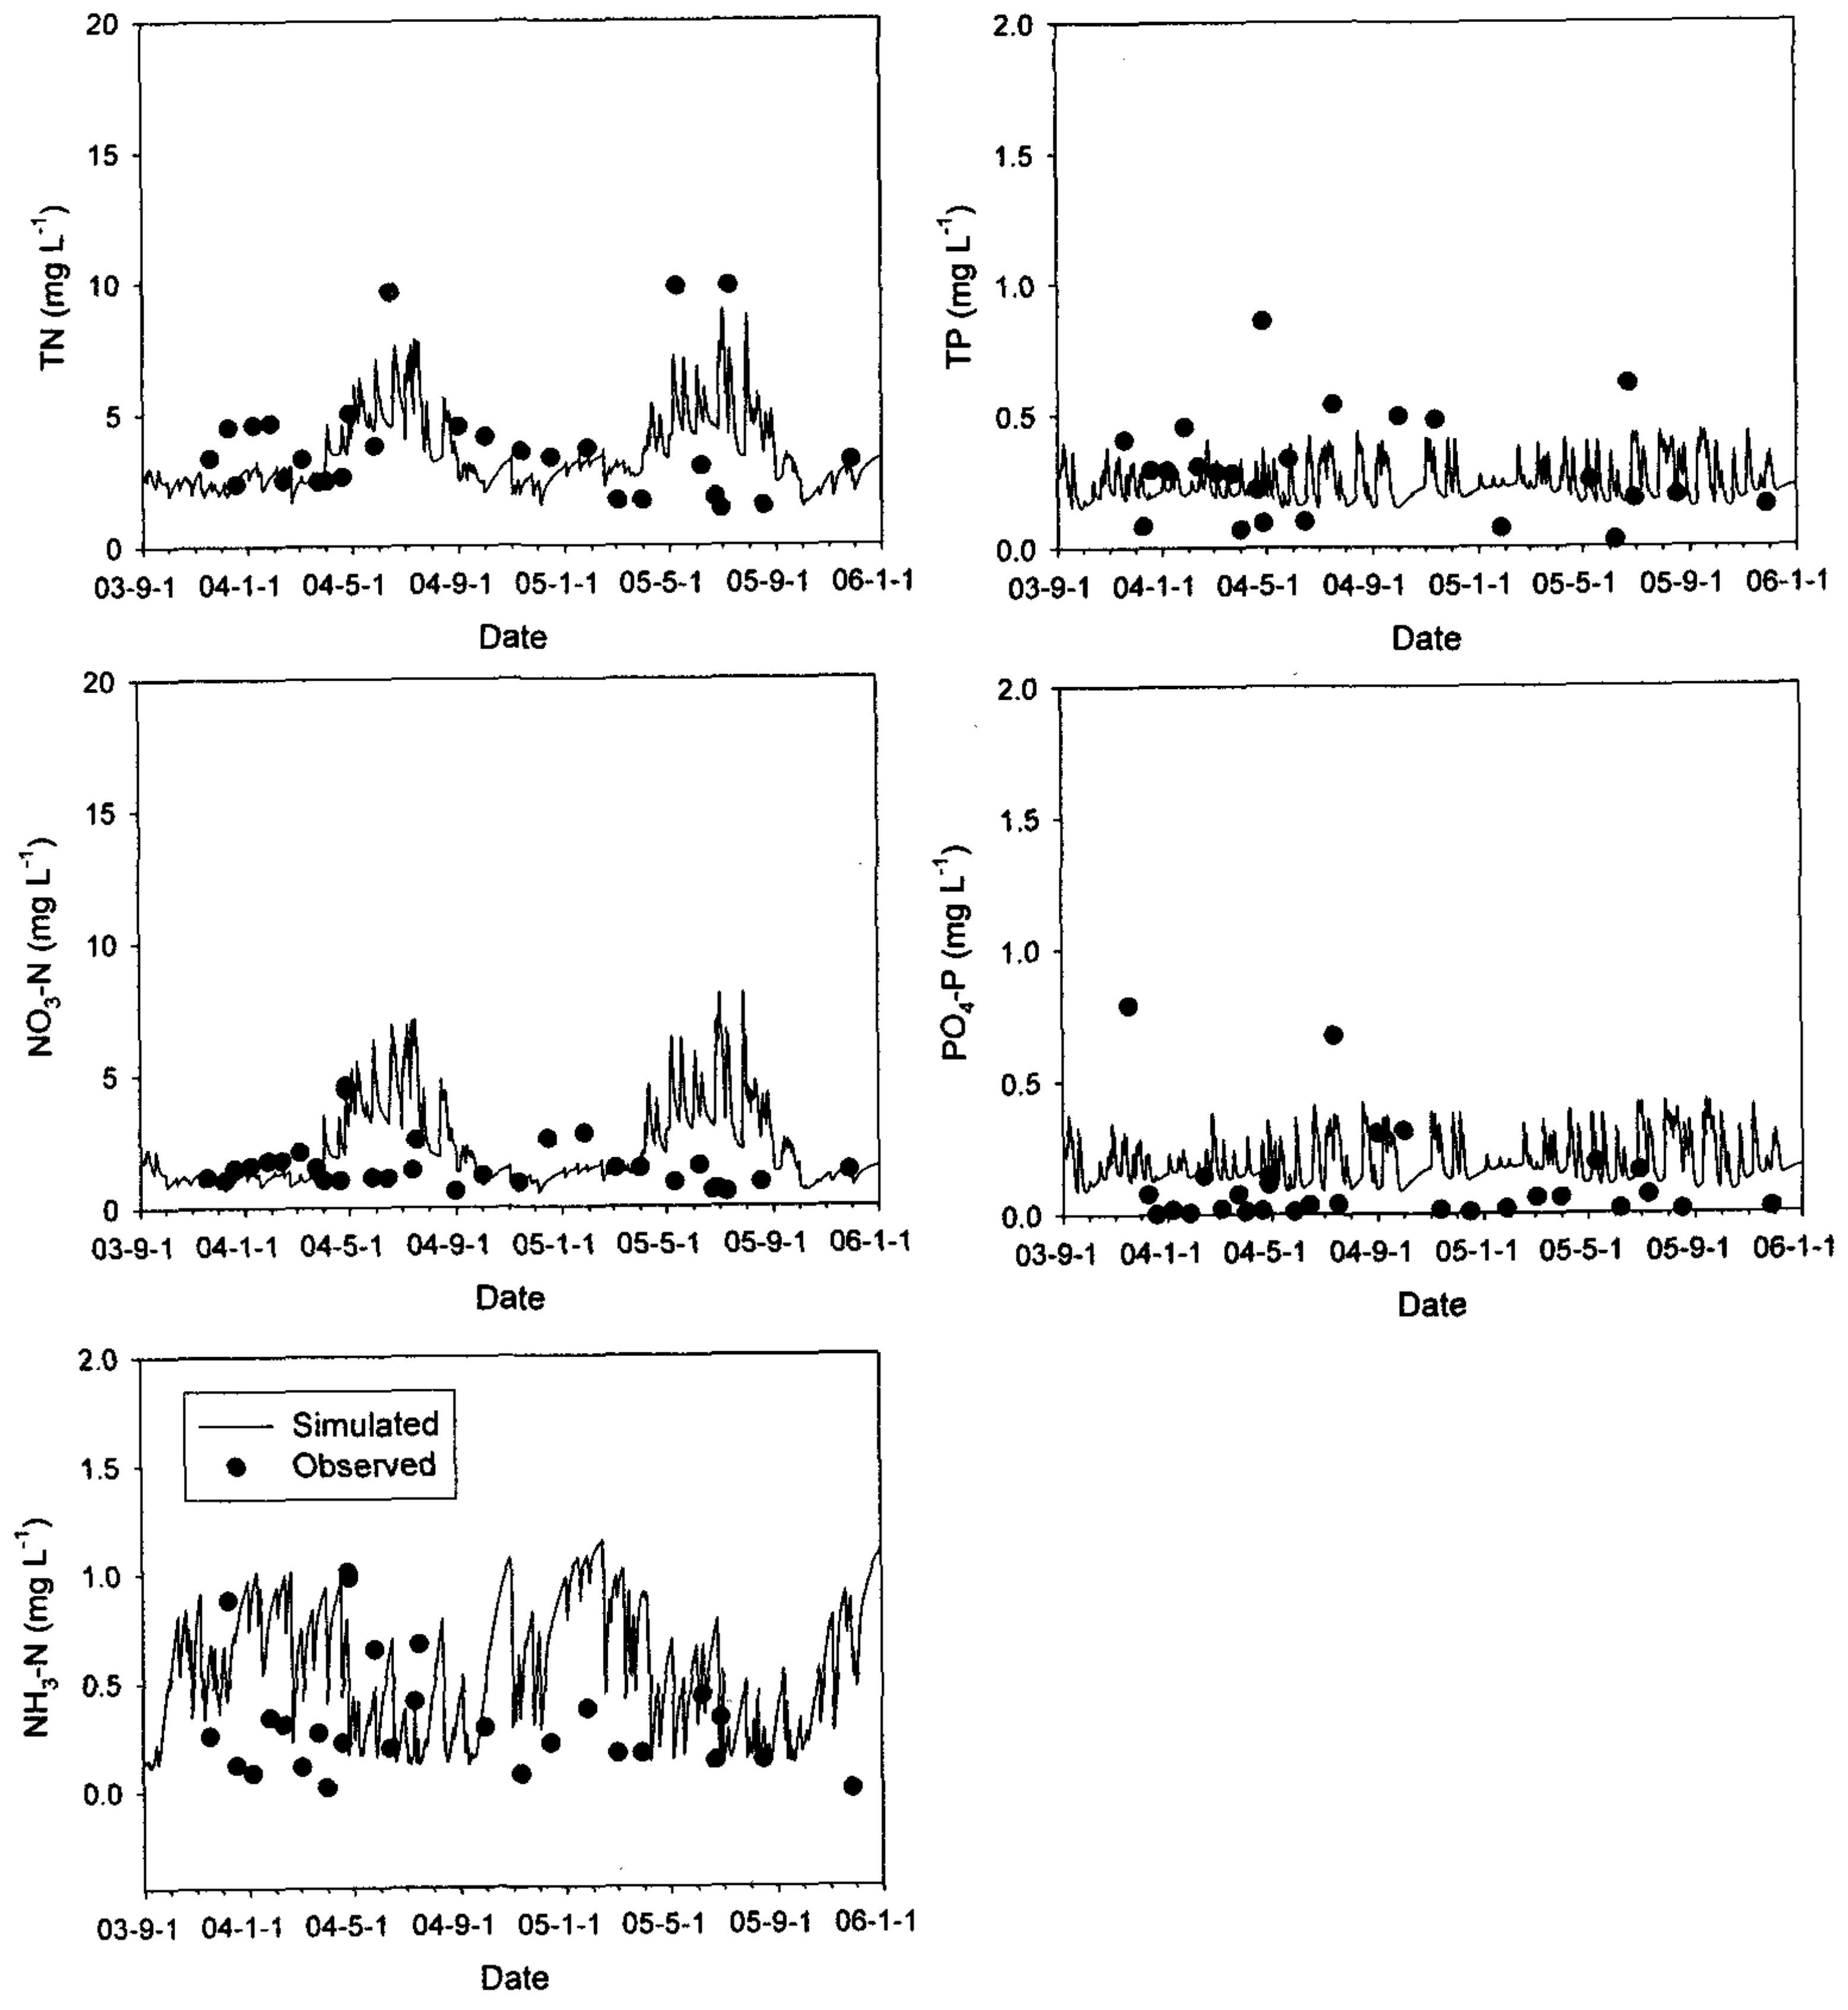 20
15
10
5
0
TN (mg L⁻¹)
03-9-1 04-1-1 04-5-1 04-9-1 05-1-1 05-5-1 05-9-1 06-1-1
Date
2.0
1.5
1.0
0.5
0.0
TP (mg L⁻¹)
03-9-1 04-1-1 04-5-1 04-9-1 05-1-1 05-5-1 05-9-1 06-1-1
Date
20
15
10
5
0
NO₃-N (mg L⁻¹)
03-9-1 04-1-1 04-5-1 04-9-1 05-1-1 05-5-1 05-9-1 06-1-1
Date
2.0
1.5
1.0
0.5
0.0
PO₄-P (mg L⁻¹)
03-9-1 04-1-1 04-5-1 04-9-1 05-1-1 05-5-1 05-9-1 06-1-1
Date
2.0
1.5
1.0
0.5
0.0
NH₃-N (mg L⁻¹)
Simulated
Observed
03-9-1 04-1-1 04-5-1 04-9-1 05-1-1 05-5-1 05-9-1 06-1-1
Date